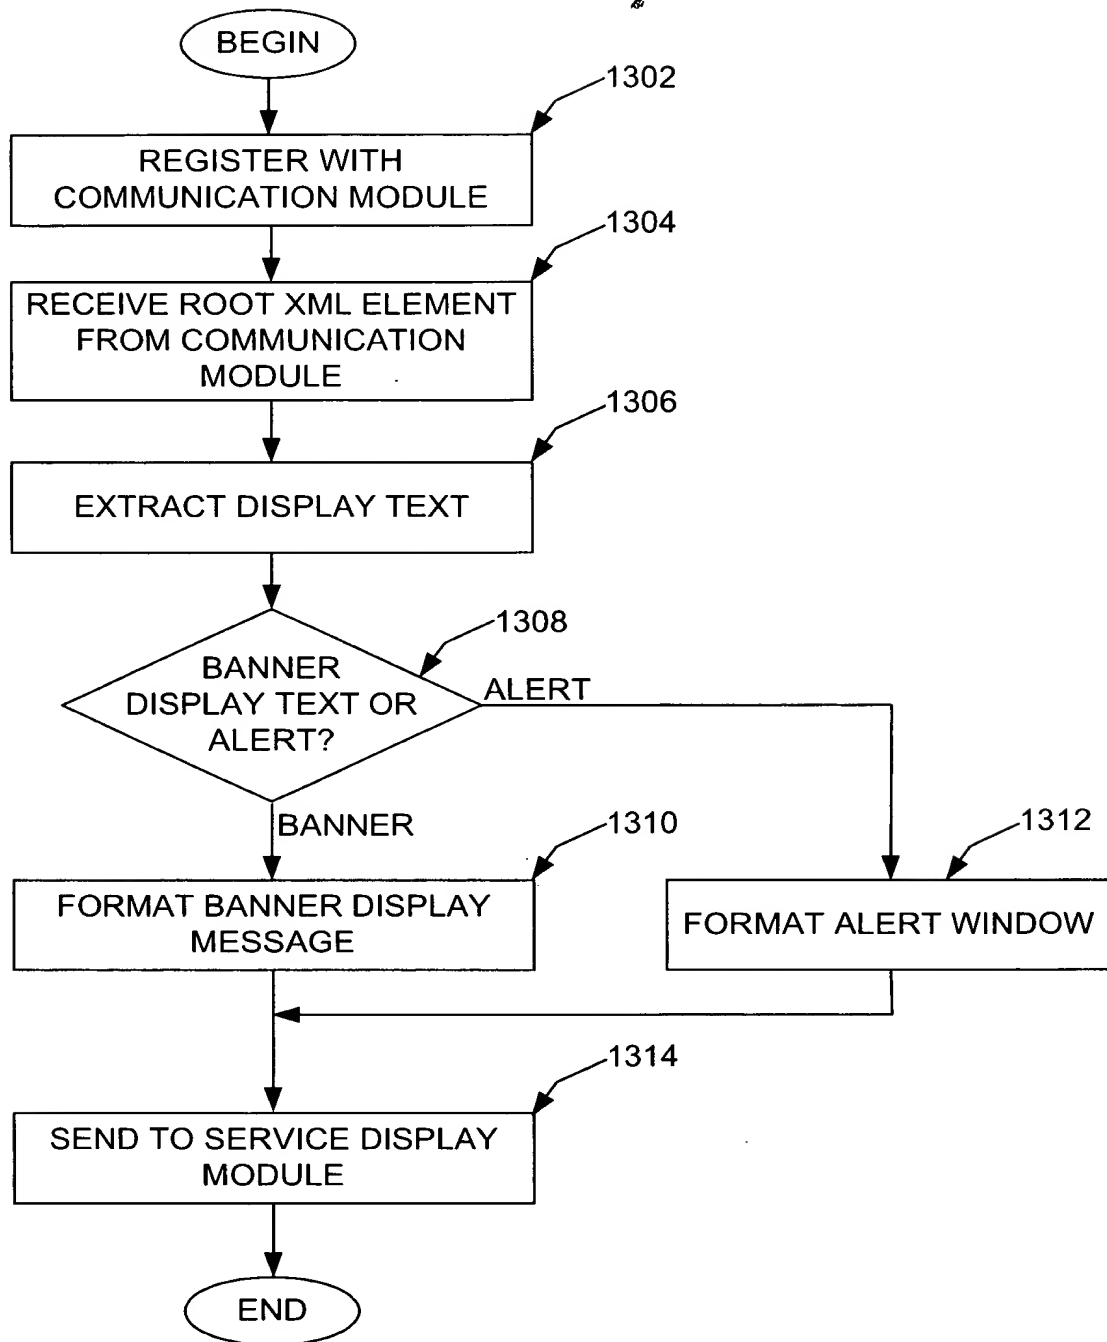 BEGIN
1302
REGISTER WITH
COMMUNICATION MODULE
1304
RECEIVE ROOT XML ELEMENT
FROM COMMUNICATION
MODULE
1306
EXTRACT DISPLAY TEXT
1308
BANNER
DISPLAY TEXT OR
ALERT?
ALERT
BANNER
1310
FORMAT BANNER DISPLAY
MESSAGE
1312
FORMAT ALERT WINDOW
1314
SEND TO SERVICE DISPLAY
MODULE
END